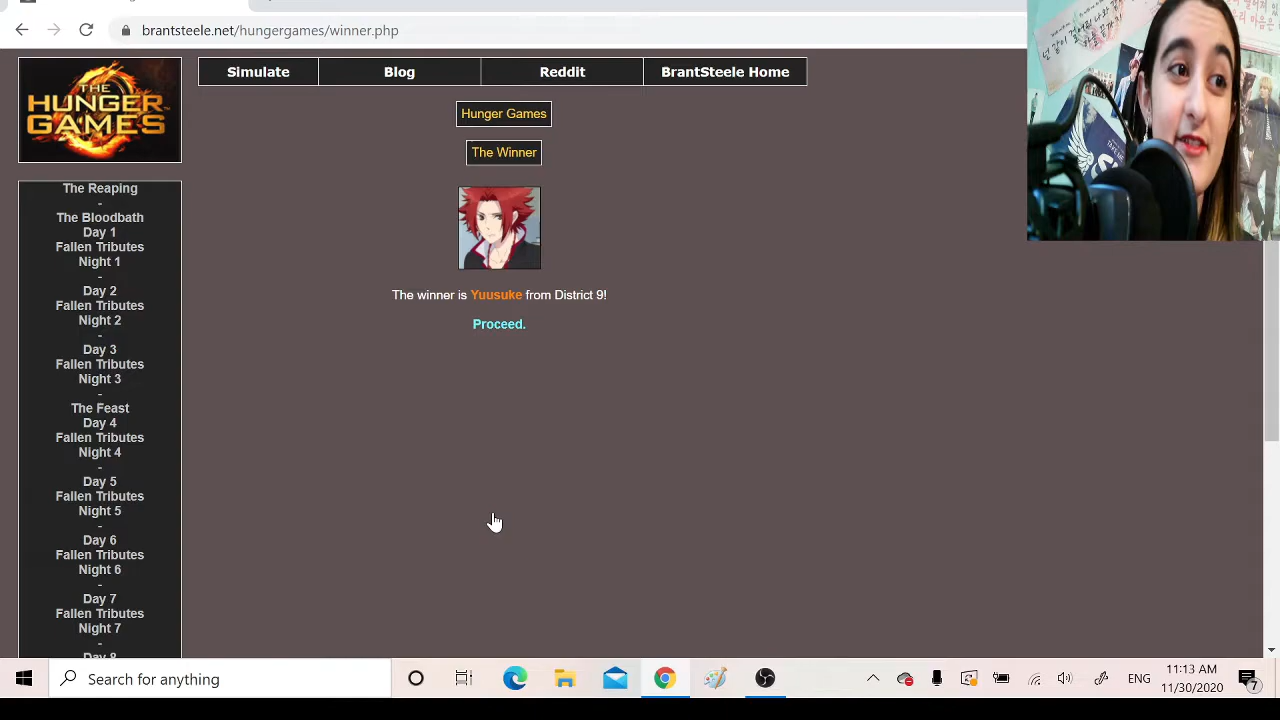 brantsteele.net/hungergames/winner.php
THE
HUNGER
GAMES
Simulate
Blog
Reddit
BrantSteele Home
Hunger Games
The Winner
The winner is Yuusuke from District 9!
Proceed.
The Reaping
-
The Bloodbath
Day 1
Fallen Tributes
Night 1
-
Day 2
Fallen Tributes
Night 2
-
Day 3
Fallen Tributes
Night 3
-
The Feast
Day 4
Fallen Tributes
Night 4
-
Day 5
Fallen Tributes
Night 5
-
Day 6
Fallen Tributes
Night 6
-
Day 7
Fallen Tributes
Night 7
-
Day 8
Search for anything
ENG
11:13 AM
11/30/2020
7